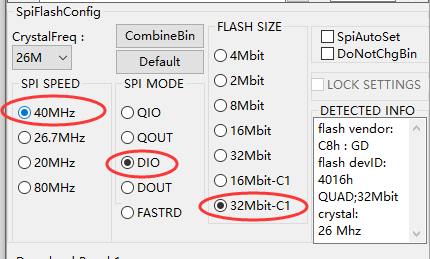 SpiFlashConfig
CrystalFreq :
26M
CombineBin
Default
SPI SPEED
40MHz
26.7MHz
20MHz
80MHz
SPI MODE
QIO
QOUT
DIO
DOUT
FASTRD
FLASH SIZE
4Mbit
2Mbit
8Mbit
16Mbit
32Mbit
16Mbit-C1
32Mbit-C1
SpiAutoSet
DoNotChgBin
LOCK SETTINGS
DETECTED INFO
flash vendor:
C8h : GD
flash devID:
4016h
QUAD;32Mbit
crystal:
26 Mhz